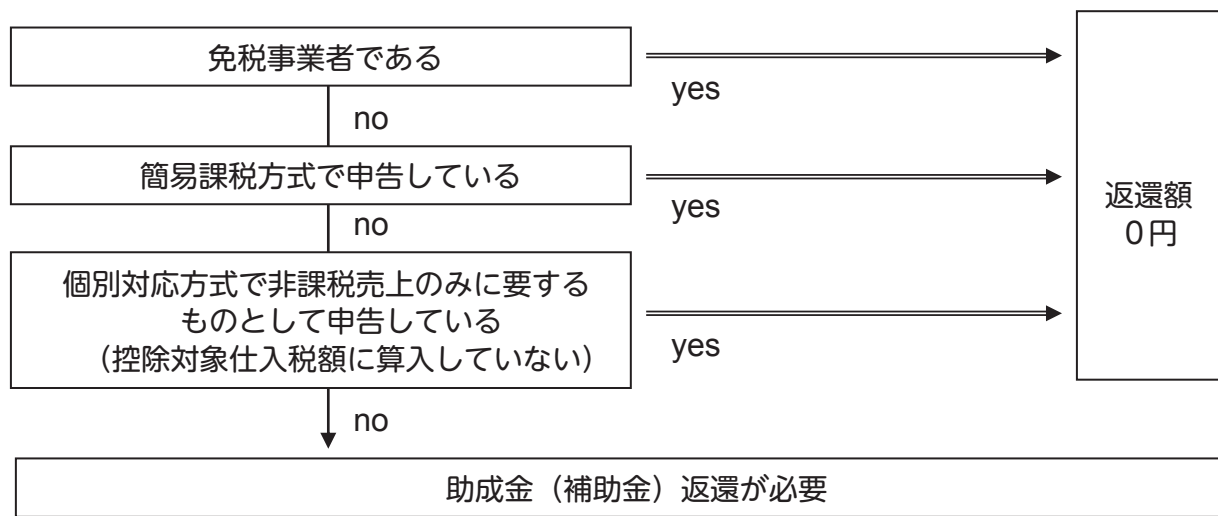 免税事業者である
yes
no
簡易課税方式で申告している
yes
no
個別対応方式で非課税売上のみに要する
ものとして申告している
（控除対象仕入税額に算入していない）
yes
no
返還額
０円
助成金（補助金）返還が必要